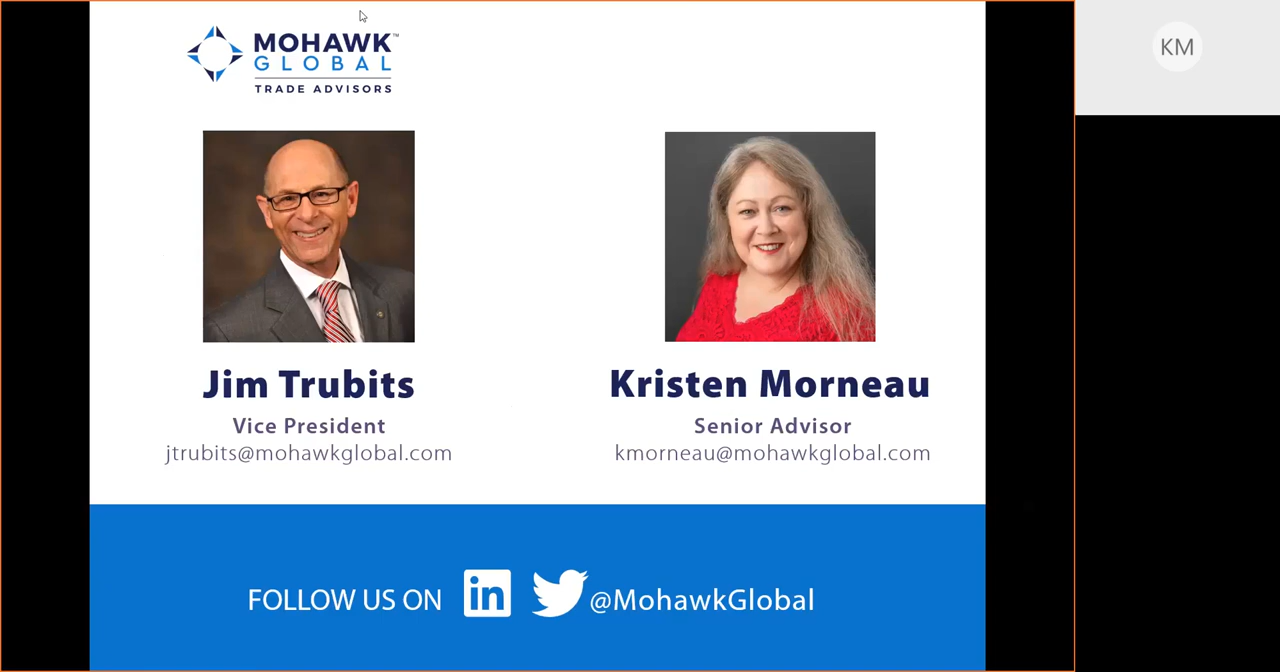 MOHAWK™
GLOBAL
TRADE ADVISORS
KM
Jim Trubits
Vice President
jtrubits@mohawkglobal.com
Kristen Morneau
Senior Advisor
kmorneau@mohawkglobal.com
FOLLOW US ON in @MohawkGlobal